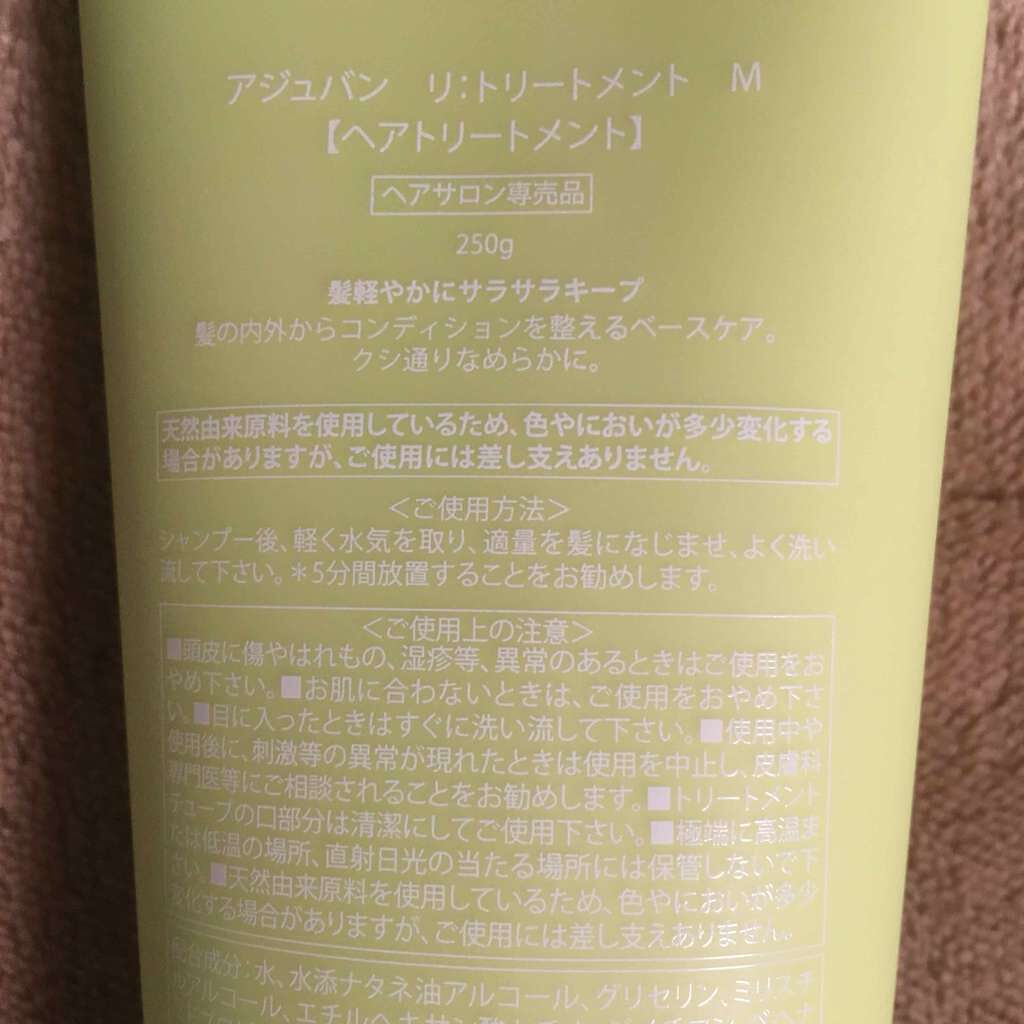 アジュバン　リ：トリートメント　M
【ヘアトリートメント】
ヘアサロン専売品
250g
髪軽やかにサラサラキープ
髪の内外からコンディションを整えるベースケア。
クシ通りなめらかに。
天然由来原料を使用しているため、色やにおいが多少変化する
場合がありますが、ご使用には差し支えありません。
＜ご使用方法＞
シャンプー後、軽く水気を取り、適量を髪になじませ、よく洗い
流して下さい。＊5分間放置することをお勧めします。
＜ご使用上の注意＞
■頭皮に傷やはれもの、湿疹等、異常のあるときはご使用をお
やめ下さい。■お肌に合わないときは、ご使用をおやめ下さ
い。■目に入ったときはすぐに洗い流して下さい。■使用中や
使用後に、刺激等の異常が現れたときは使用を中止し、皮膚科
専門医等にご相談されることをお勧めします。■トリートメント
チューブの口部分は清潔にしてご使用下さい。■極端に高温ま
たは低温の場所、直射日光の当たる場所には保管しないで下
さい。■天然由来原料を使用しているため、色やにおいが多少
変化する場合がありますが、ご使用には差し支えありません。
配合成分：水、水添ナタネ油アルコール、グリセリン、ミリスチ
ルアルコール、エチルヘキサン酸セチル、